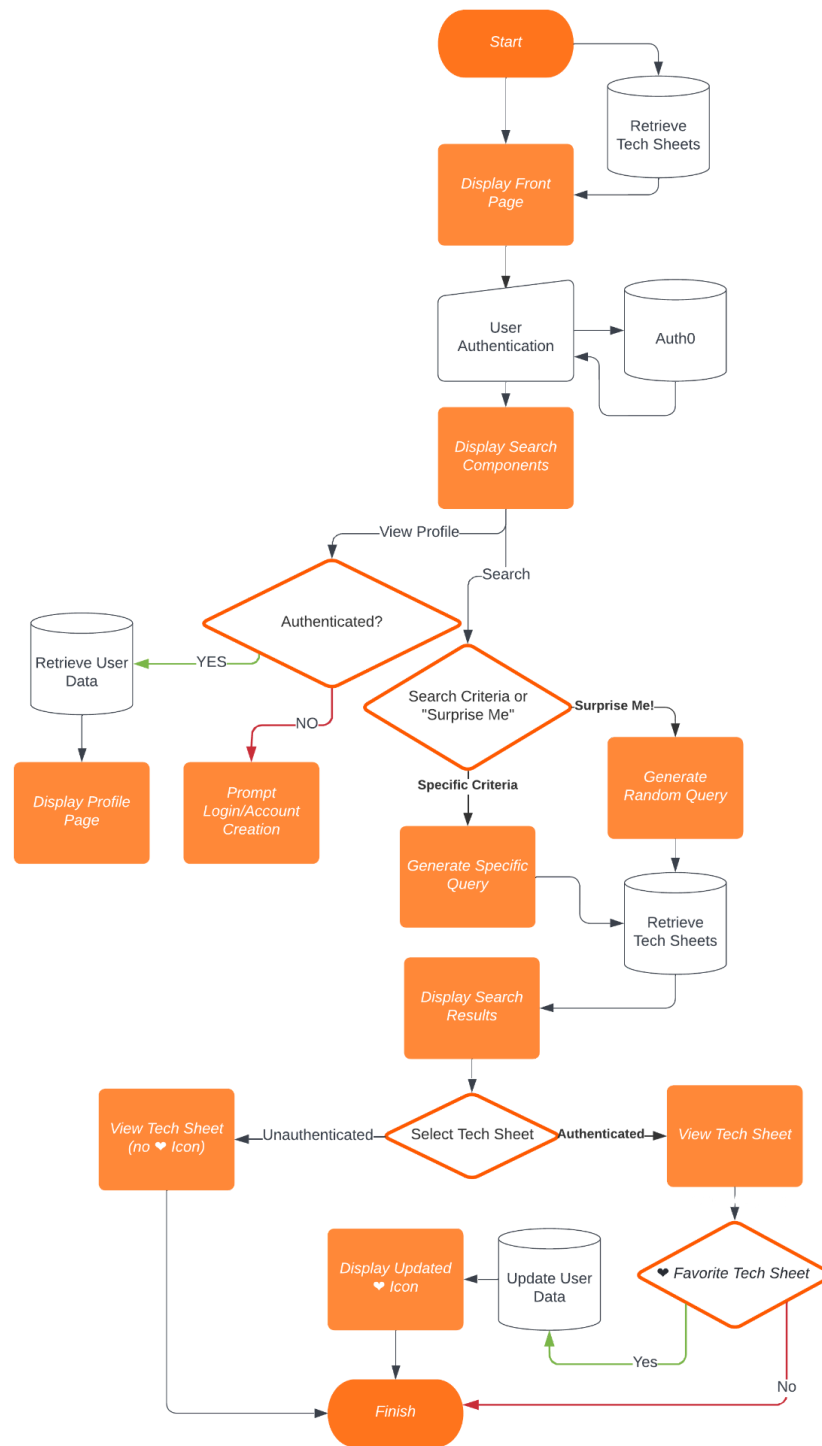 Start
Retrieve
Tech Sheets
Display Front
Page
User
Authentication
Auth0
Display Search
Components
View Profile
Search
Authenticated?
YES
Retrieve User
Data
NO
Search Criteria or
"Surprise Me"
Surprise Me!
Specific Criteria
Display Profile
Page
Prompt
Login/Account
Creation
Generate
Random Query
Generate Specific
Query
Retrieve
Tech Sheets
Display Search
Results
View Tech Sheet
(no ❤ Icon)
Unauthenticated
Select Tech Sheet
Authenticated
View Tech Sheet
Display Updated
❤ Icon
Update User
Data
❤ Favorite Tech Sheet
Yes
No
Finish